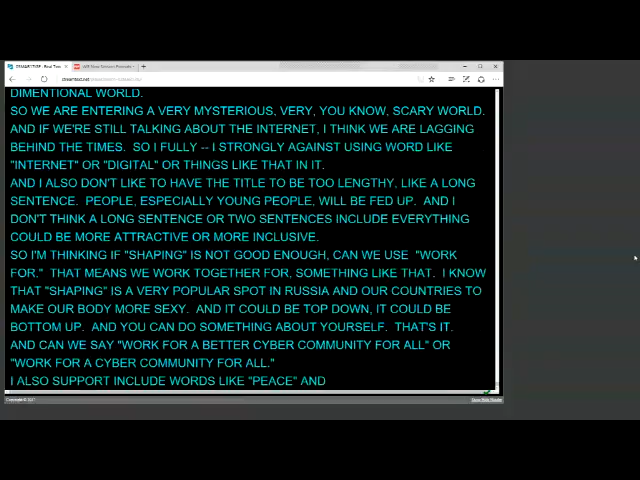 streamtext.net
DIMENTIONAL WORLD.
SO WE ARE ENTERING A VERY MYSTERIOUS, VERY, YOU KNOW, SCARY WORLD.
AND IF WE'RE STILL TALKING ABOUT THE INTERNET, I THINK WE ARE LAGGING
BEHIND THE TIMES.  SO I FULLY -- I STRONGLY AGAINST USING WORD LIKE
"INTERNET" OR "DIGITAL" OR THINGS LIKE THAT IN IT.
AND I ALSO DON'T LIKE TO HAVE THE TITLE TO BE TOO LENGTHY, LIKE A LONG
SENTENCE.  PEOPLE, ESPECIALLY YOUNG PEOPLE, WILL BE FED UP.  AND I
DON'T THINK A LONG SENTENCE OR TWO SENTENCES INCLUDE EVERYTHING
COULD BE MORE ATTRACTIVE OR MORE INCLUSIVE.
SO I'M THINKING IF "SHAPING" IS NOT GOOD ENOUGH, CAN WE USE  "WORK
FOR."  THAT MEANS WE WORK TOGETHER FOR, SOMETHING LIKE THAT.  I KNOW
THAT "SHAPING" IS A VERY POPULAR SPOT IN RUSSIA AND OUR COUNTRIES TO
MAKE OUR BODY MORE SEXY.  AND IT COULD BE TOP DOWN, IT COULD BE
BOTTOM UP.  AND YOU CAN DO SOMETHING ABOUT YOURSELF.  THAT'S IT.
AND CAN WE SAY "WORK FOR A BETTER CYBER COMMUNITY FOR ALL" OR
"WORK FOR A CYBER COMMUNITY FOR ALL."
I ALSO SUPPORT INCLUDE WORDS LIKE "PEACE" AND